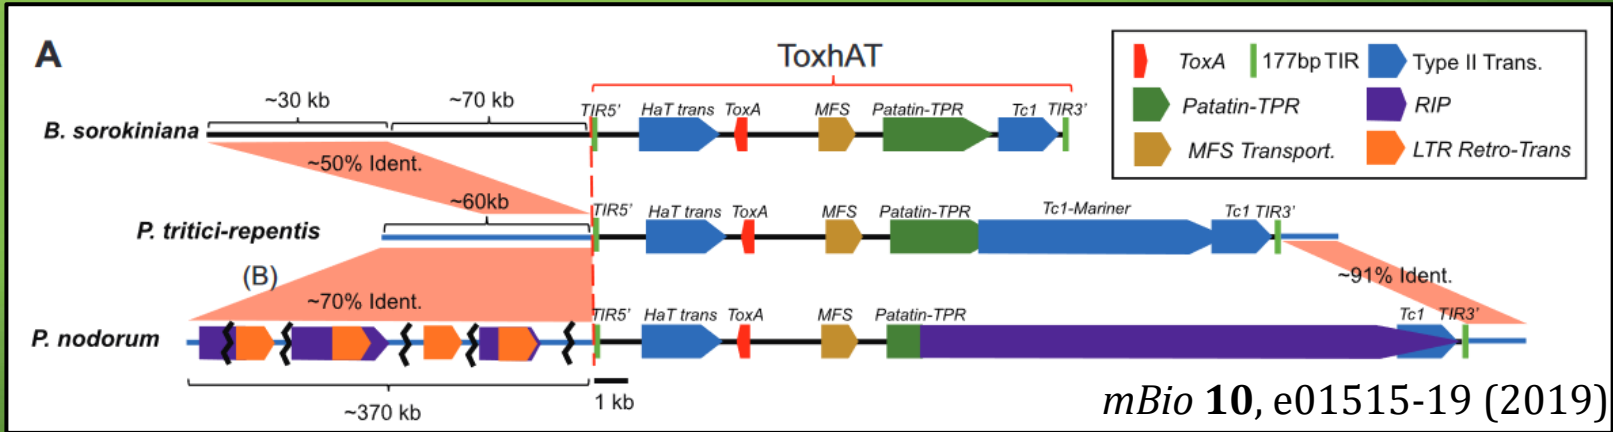 A
ToxhAT
~30 kb ~70 kb
TIR5' HaT trans ToxA MFS Patatin-TPR Tc1 TIR3'
B. sorokiniana
~50% Ident.
~60kb
TIR5' HaT trans ToxA MFS Patatin-TPR Tc1-Mariner Tc1 TIR3'
P. tritici-repentis
(B)
~70% Ident.
~91% Ident.
TIR5' HaT trans ToxA MFS Patatin-TPR Tc1 TIR3'
P. nodorum
~370 kb
1 kb
ToxA 177bp TIR Type II Trans.
Patatin-TPR RIP
MFS Transport. LTR Retro-Trans
mBio 10, e01515-19 (2019)